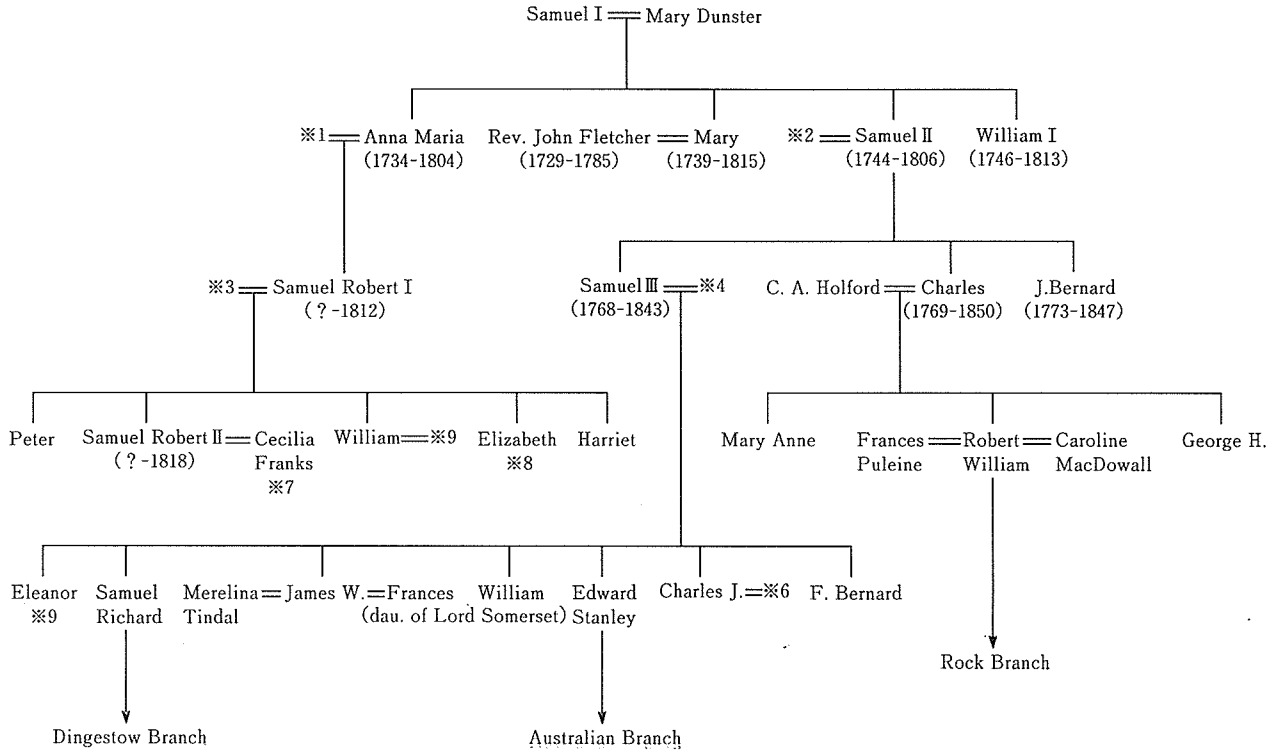 Samuel I = Mary Dunster
※1 = Anna Maria Rev. John Fletcher = Mary ※2 = Samuel II William I
(1734-1804) (1729-1785) (1739-1815) (1744-1806) (1746-1813)
※3 = Samuel Robert I Samuel III = ※4 C. A. Holford = Charles J.Bernard
(?-1812) (1768-1843) (1769-1850) (1773-1847)
Peter Samuel Robert II = Cecilia William = ※9 Elizabeth Harriet Mary Anne Frances = Robert = Caroline George H.
(?-1818) Franks ※8 Puleine William MacDowall
※7
Eleanor Samuel Merelina = James W. = Frances William Edward Charles J. = ※6 F. Bernard
※9 Richard Tindal (dau. of Lord Somerset) Stanley
Rock Branch
Dingestow Branch Australian Branch